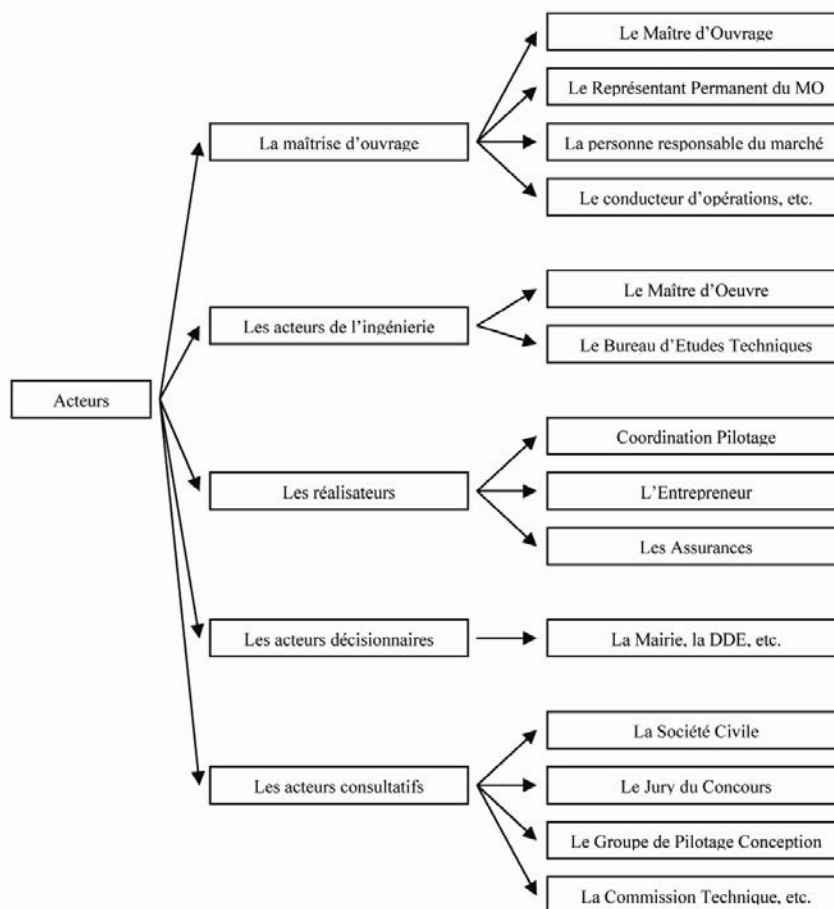 Acteurs
La maîtrise d'ouvrage
Le Maître d'Ouvrage
Le Représentant Permanent du MO
La personne responsable du marché
Le conducteur d'opérations, etc.
Les acteurs de l'ingénierie
Le Maître d'Oeuvre
Le Bureau d'Etudes Techniques
Les réalisateurs
Coordination Pilotage
L'Entrepreneur
Les Assurances
Les acteurs décisionnaires
La Mairie, la DDE, etc.
Les acteurs consultatifs
La Société Civile
Le Jury du Concours
Le Groupe de Pilotage Conception
La Commission Technique, etc.